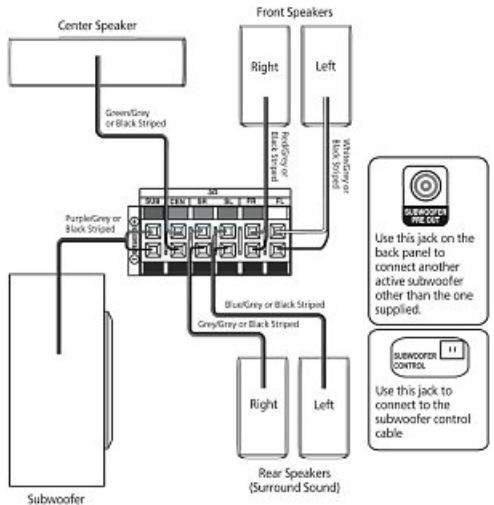 Front Speakers
Center Speaker
Right
Left
Green/Grey
or Black Striped
Red/Grey or
Black Striped
White/Grey or
Black Striped
3Ω
SUB CEN SR SL FR FL
Purple/Grey or
Black Striped
SUBWOOFER
PRE OUT
Use this jack on the
back panel to
connect another
active subwoofer
other than the one
supplied.
Blue/Grey or Black Striped
Grey/Grey or Black Striped
SUBWOOFER
CONTROL
Use this jack to
connect to the
subwoofer control
cable
Right
Left
Rear Speakers
(Surround Sound)
Subwoofer